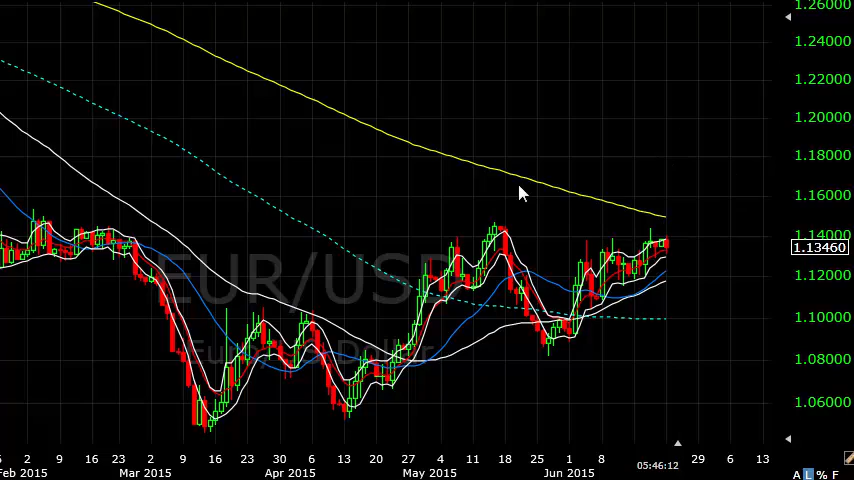 1.26000
1.24000
1.22000
1.20000
1.18000
1.16000
1.14000
1.13460
1.12000
1.10000
1.08000
1.06000
EUR/USD
Dollar
2 9 16 23 2 9 16 23 30 6 13 20 27 4 11 18 25 1 8 29 6 13
Feb 2015 Mar 2015 Apr 2015 May 2015 Jun 2015
05:46:12
A L % F